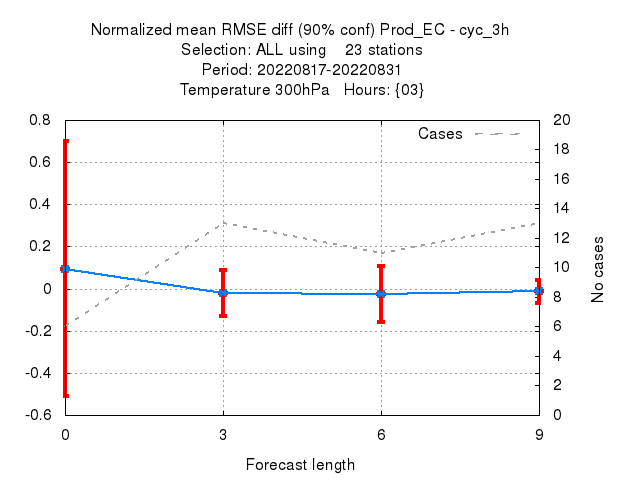 Normalized mean RMSE diff (90% conf) Prod_EC - cyc_3h
Selection: ALL using    23 stations
Period: 20220817-20220831
Temperature 300hPa   Hours: {03}
Cases
0.8
0.6
0.4
0.2
0
-0.2
-0.4
-0.6
20
18
16
14
12
10
8
6
4
2
0
No cases
0 3 6 9
Forecast length